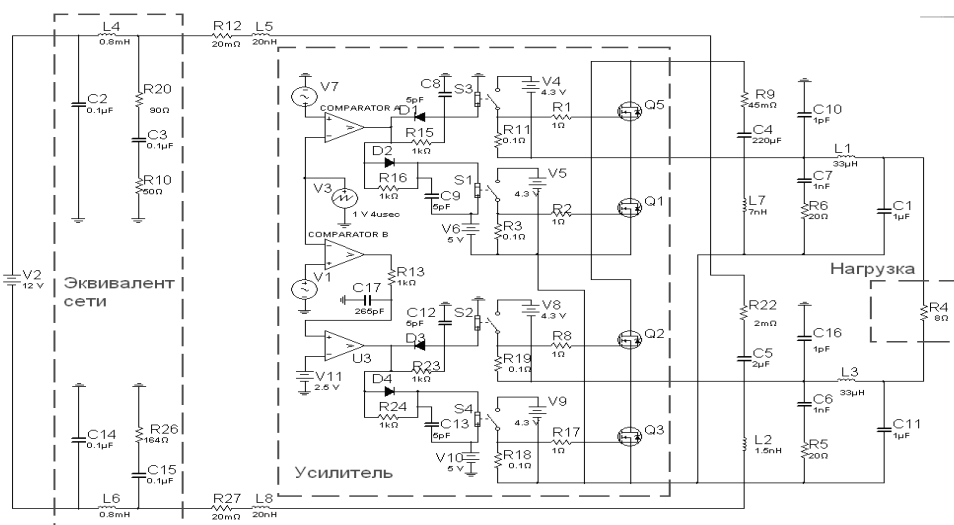 L4
0.8mH
R12
20mΩ
L5
20nH
C2
0.1µF
R20
90Ω
C3
0.1µF
R10
50Ω
V2
12 V
Эквивалент
сети
C14
0.1µF
R26
164Ω
C15
0.1µF
L6
0.8mH
R27
20mΩ
L8
20nH
V7
COMPARATOR A
C8
5pF
D1
R15
1kΩ
S3
V4
4.3 V
R1
1Ω
R11
0.1Ω
Q5
D2
R16
1kΩ
C9
5pF
S1
V5
4.3 V
R2
1Ω
R3
0.1Ω
Q1
V6
5 V
V3
1 V 4usec
COMPARATOR B
V1
R13
1kΩ
C17
265pF
C12
5pF
D3
U3
R23
1kΩ
S2
V8
4.3 V
R8
1Ω
R19
0.1Ω
Q2
V11
2.5 V
D4
R24
1kΩ
C13
5pF
S4
V9
4.3 V
R17
1Ω
R18
0.1Ω
Q3
V10
5 V
Усилитель
R9
45mΩ
C4
220µF
L7
7nH
C10
1pF
L1
33µH
C7
1nF
R6
20Ω
C1
1µF
Нагрузка
R4
8Ω
R22
2mΩ
C5
2µF
L2
1.5nH
C16
1pF
L3
33µH
C6
1nF
R5
20Ω
C11
1µF